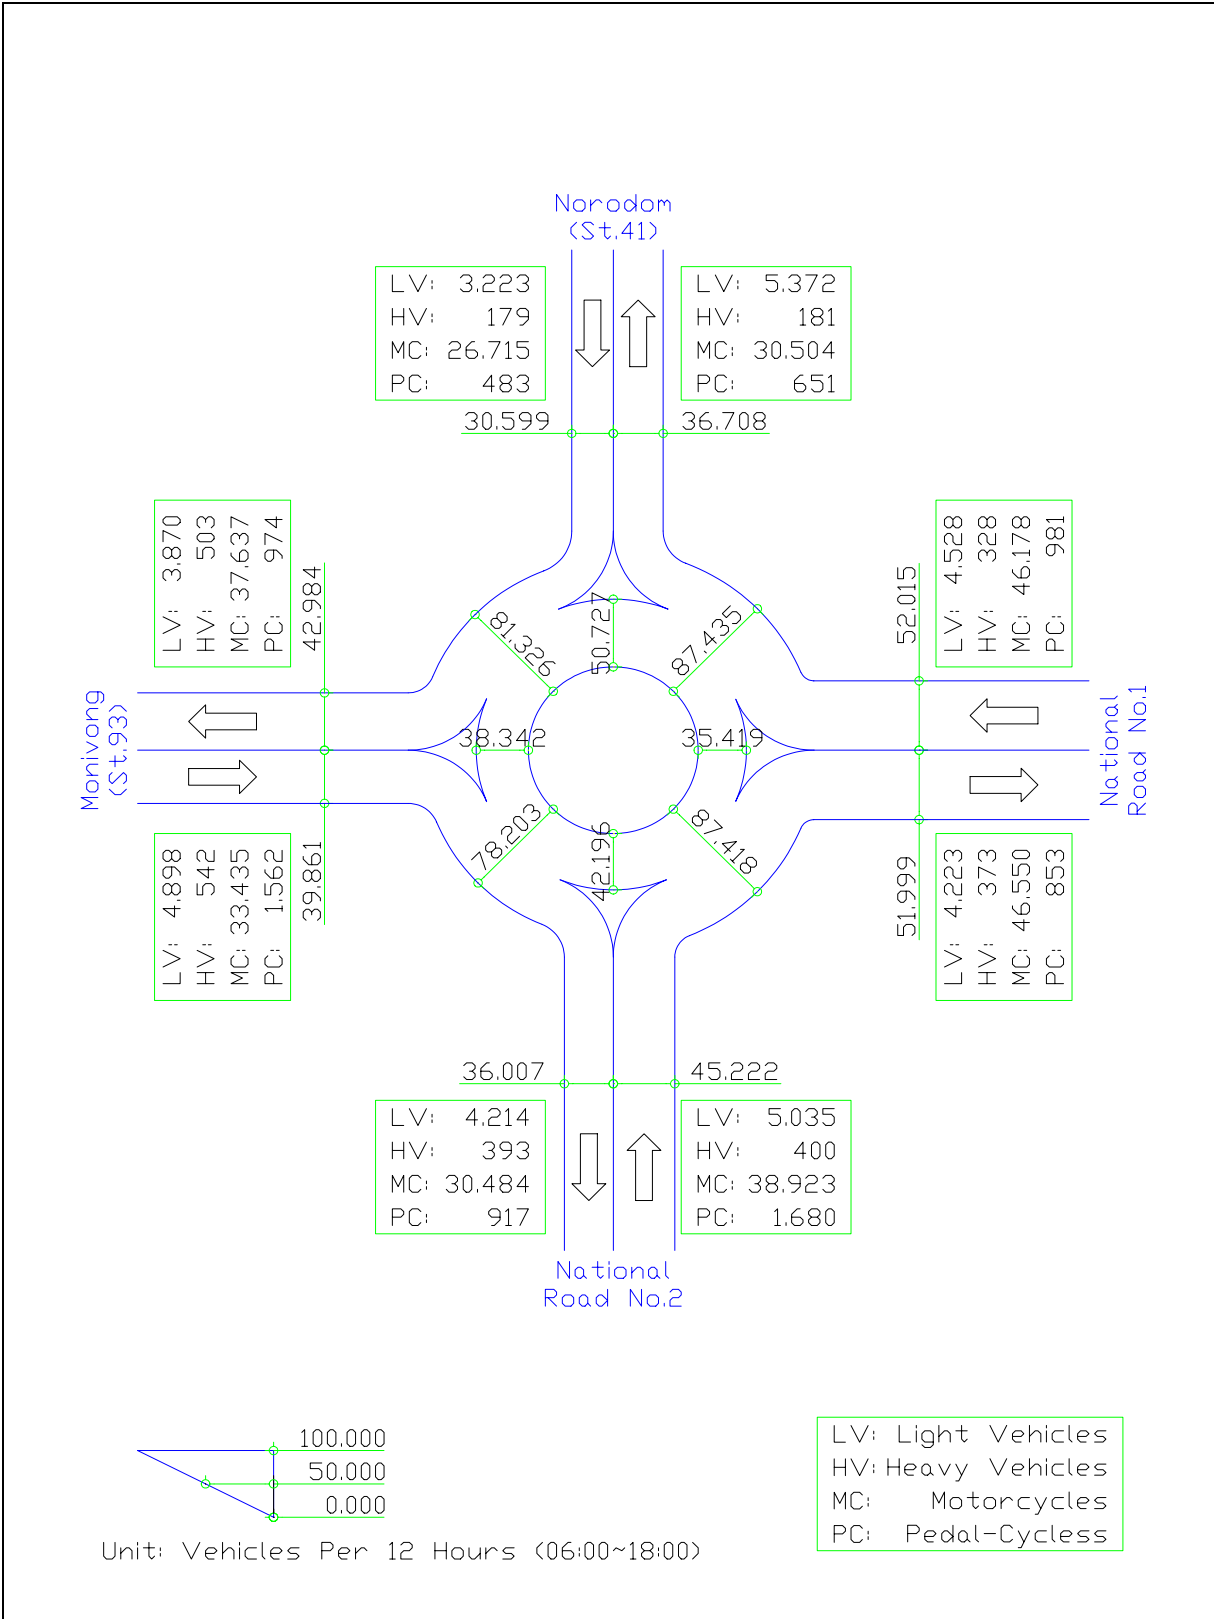 Norodom
(St.41)
LV: 3.223
HV: 179
MC: 26.715
PC: 483
LV: 5.372
HV: 181
MC: 30.504
PC: 651
30.599
36.708
LV: 3.870
HV: 503
MC: 37.637
PC: 974
42.984
LV: 4.528
HV: 328
MC: 46.178
PC: 981
52.015
81.326
50.727
87.435
Monivong
(St.93)
38.342
35.419
National
Road No.1
78.203
42.196
87.418
LV: 4.898
HV: 542
MC: 33.435
PC: 1.562
39.861
LV: 4.223
HV: 373
MC: 46.550
PC: 853
51.999
36.007
45.222
LV: 4.214
HV: 393
MC: 30.484
PC: 917
LV: 5.035
HV: 400
MC: 38.923
PC: 1.680
National
Road No.2
100.000
50.000
0.000
Unit: Vehicles Per 12 Hours (06:00~18:00)
LV: Light Vehicles
HV: Heavy Vehicles
MC: Motorcycles
PC: Pedal-Cycless